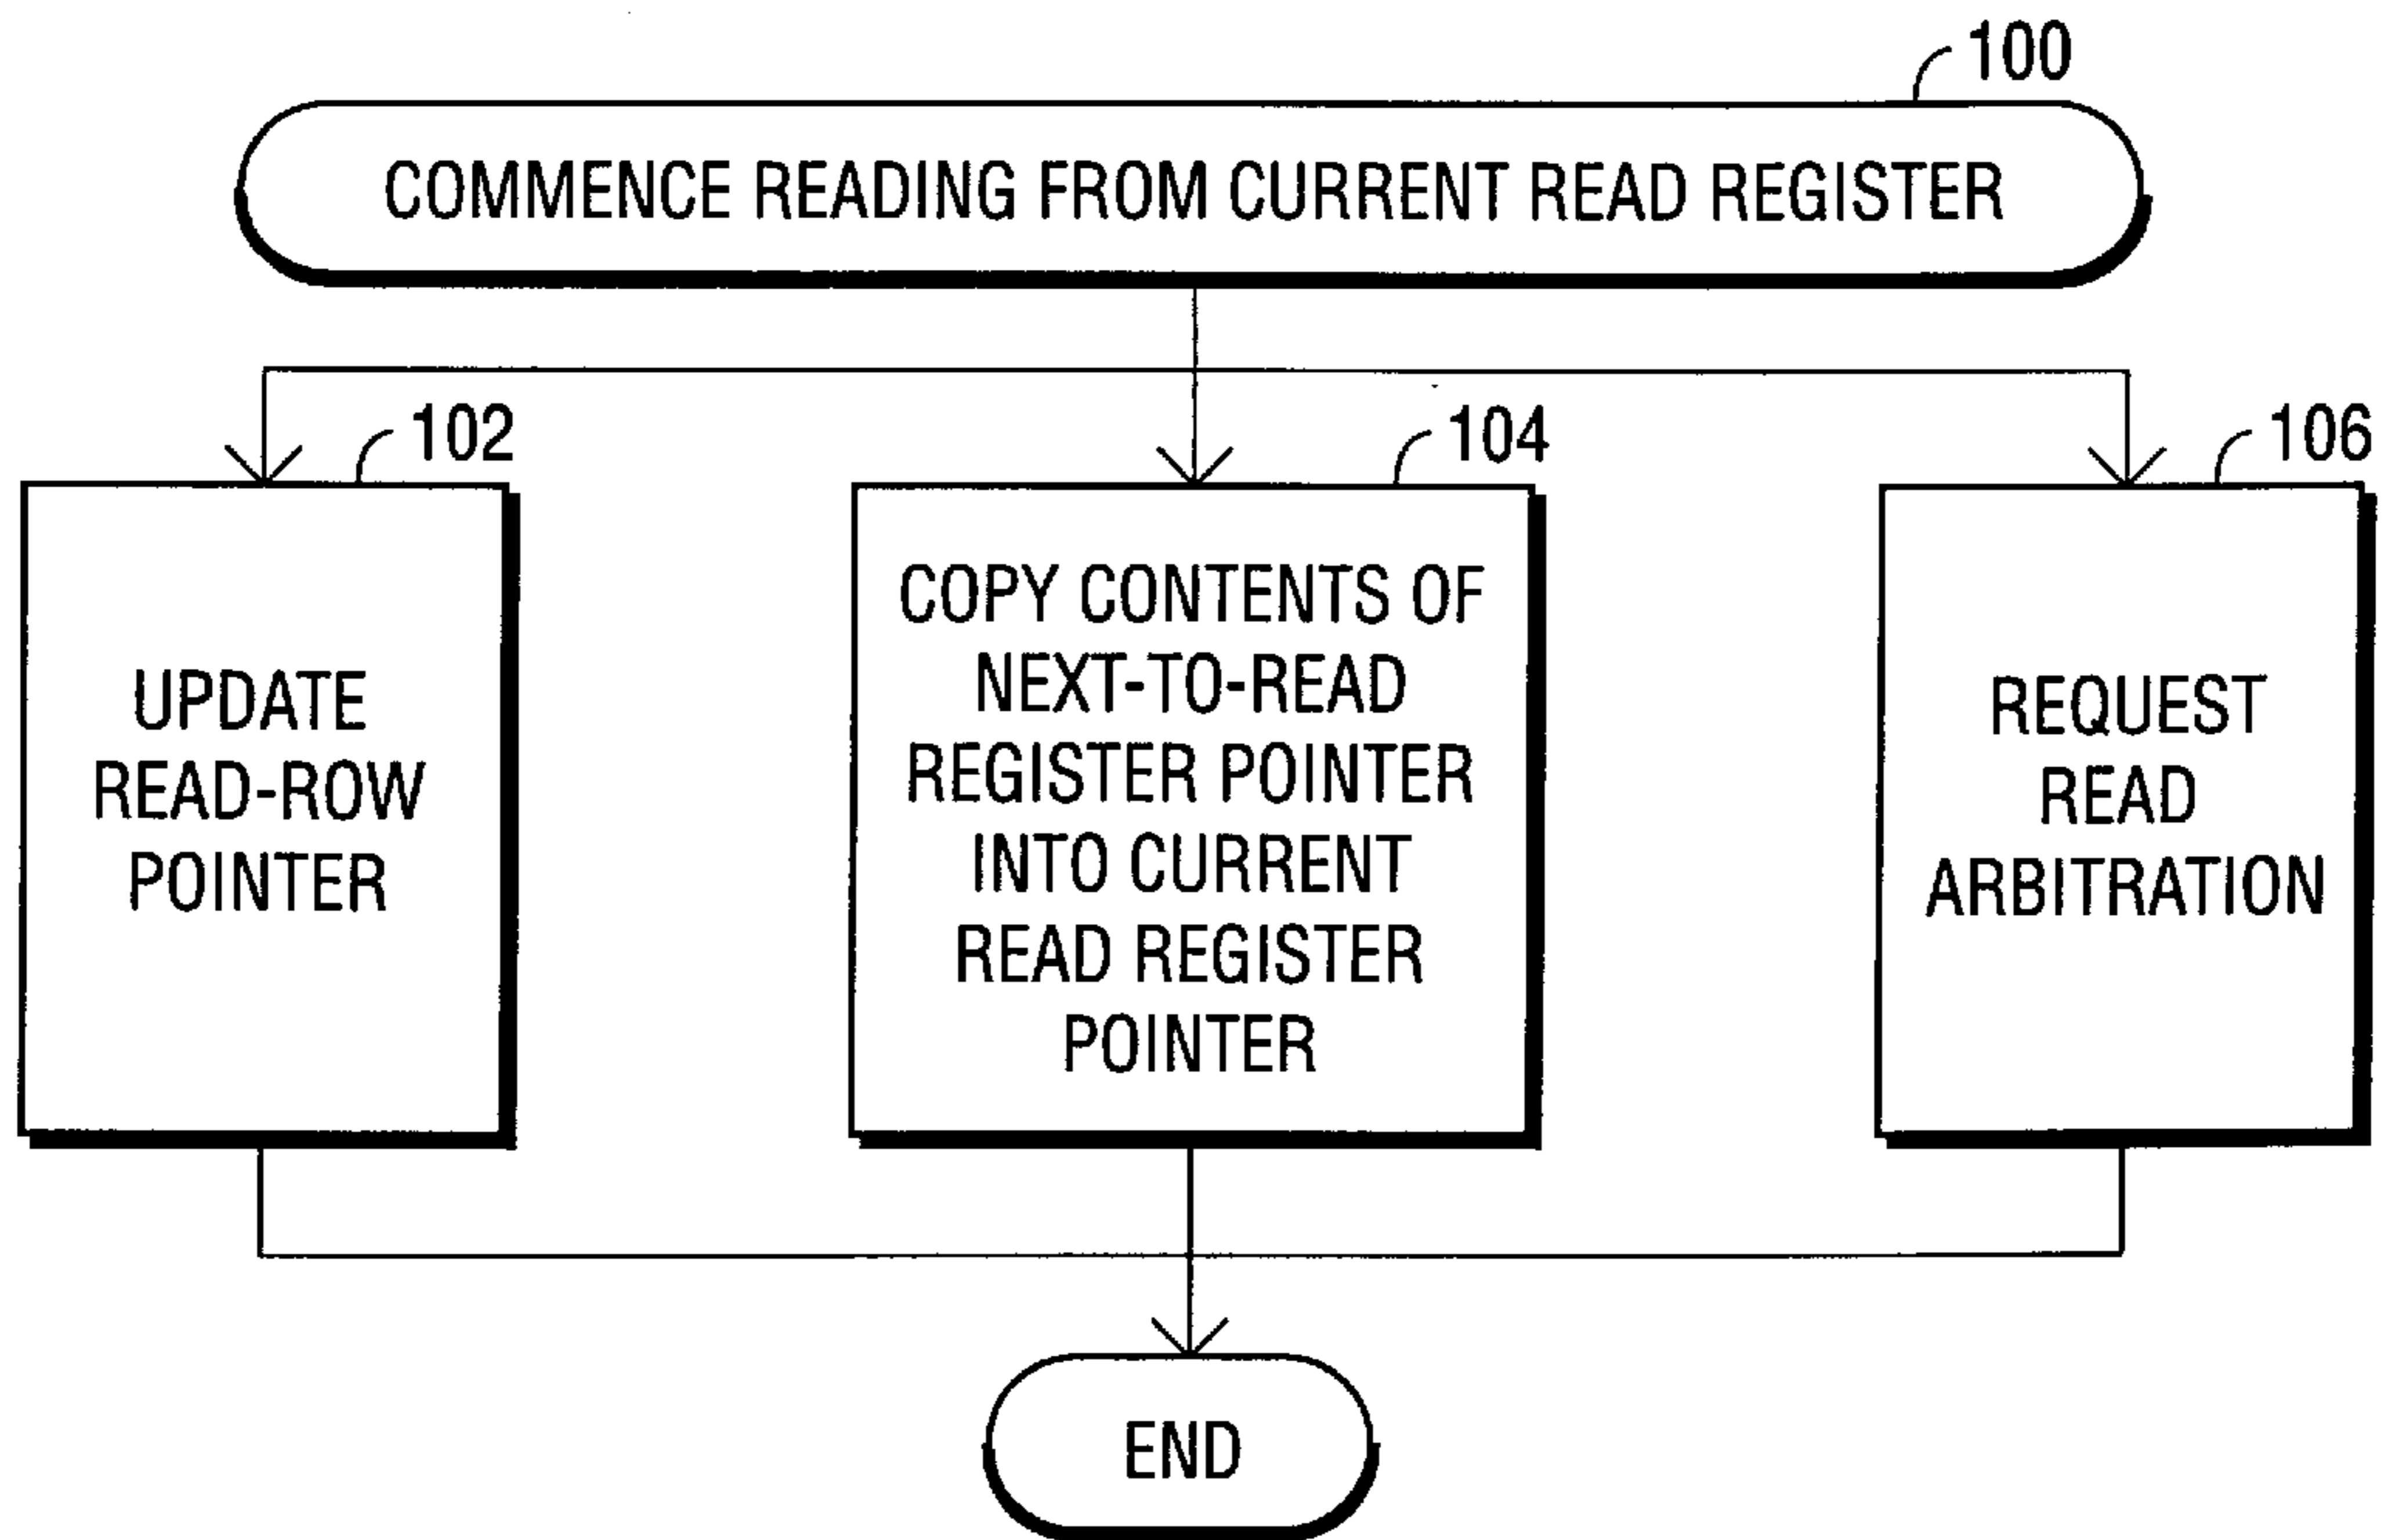 100
COMMENCE READING FROM CURRENT READ REGISTER
102
UPDATE
READ-ROW
POINTER
104
COPY CONTENTS OF
NEXT-TO-READ
REGISTER POINTER
INTO CURRENT
READ REGISTER
POINTER
106
REQUEST
READ
ARBITRATION
END